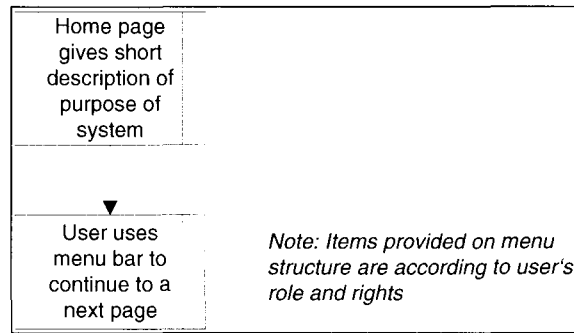 Home page
gives short
description of
purpose of
system
User uses
menu bar to
continue to a
next page
Note: Items provided on menu
structure are according to user's
role and rights